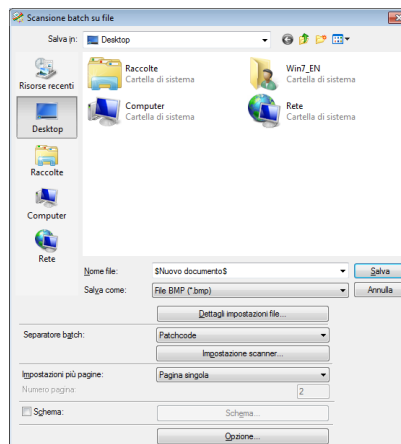 Scansione batch su file
Salva in:
Desktop
Risorse recenti
Desktop
Raccolte
Computer
Rete
Raccolte
Cartella di sistema
Win7_EN
Cartella di sistema
Computer
Cartella di sistema
Rete
Cartella di sistema
Nome file:
$Nuovo documento$
Salva
Salva come:
File BMP (*.bmp)
Annulla
Dettagli impostazioni file...
Separatore batch:
Patchcode
Impostazione scanner...
Impostazioni più pagine:
Pagina singola
Numero pagina:
2
Schema:
Schema...
Opzione...